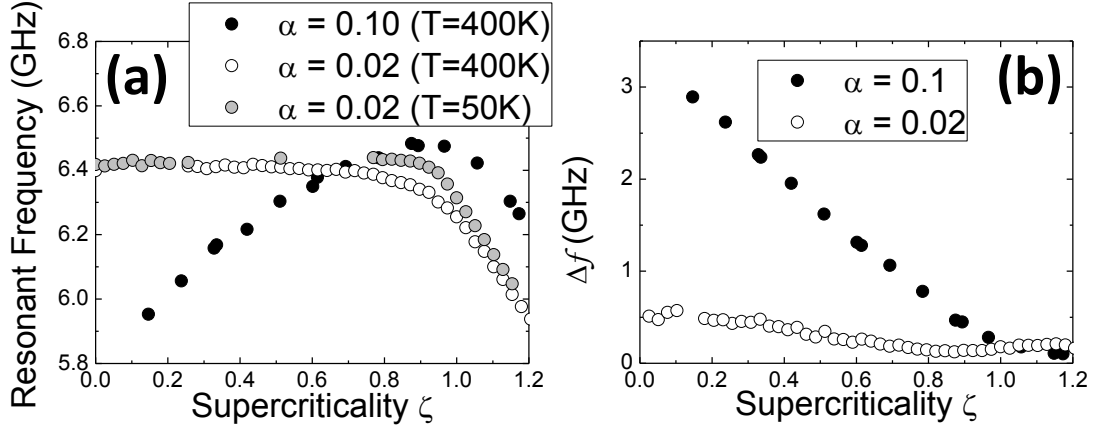 α = 0.10 (T=400K)
α = 0.02 (T=400K)
α = 0.02 (T=50K)
(a)
Resonant Frequency (GHz)
6.8
6.6
6.4
6.2
6.0
5.8
0.0 0.2 0.4 0.6 0.8 1.0 1.2
Supercriticality ζ
(b)
α = 0.1
α = 0.02
Δf (GHz)
3
2
1
0
0.0 0.2 0.4 0.6 0.8 1.0 1.2
Supercriticality ζ